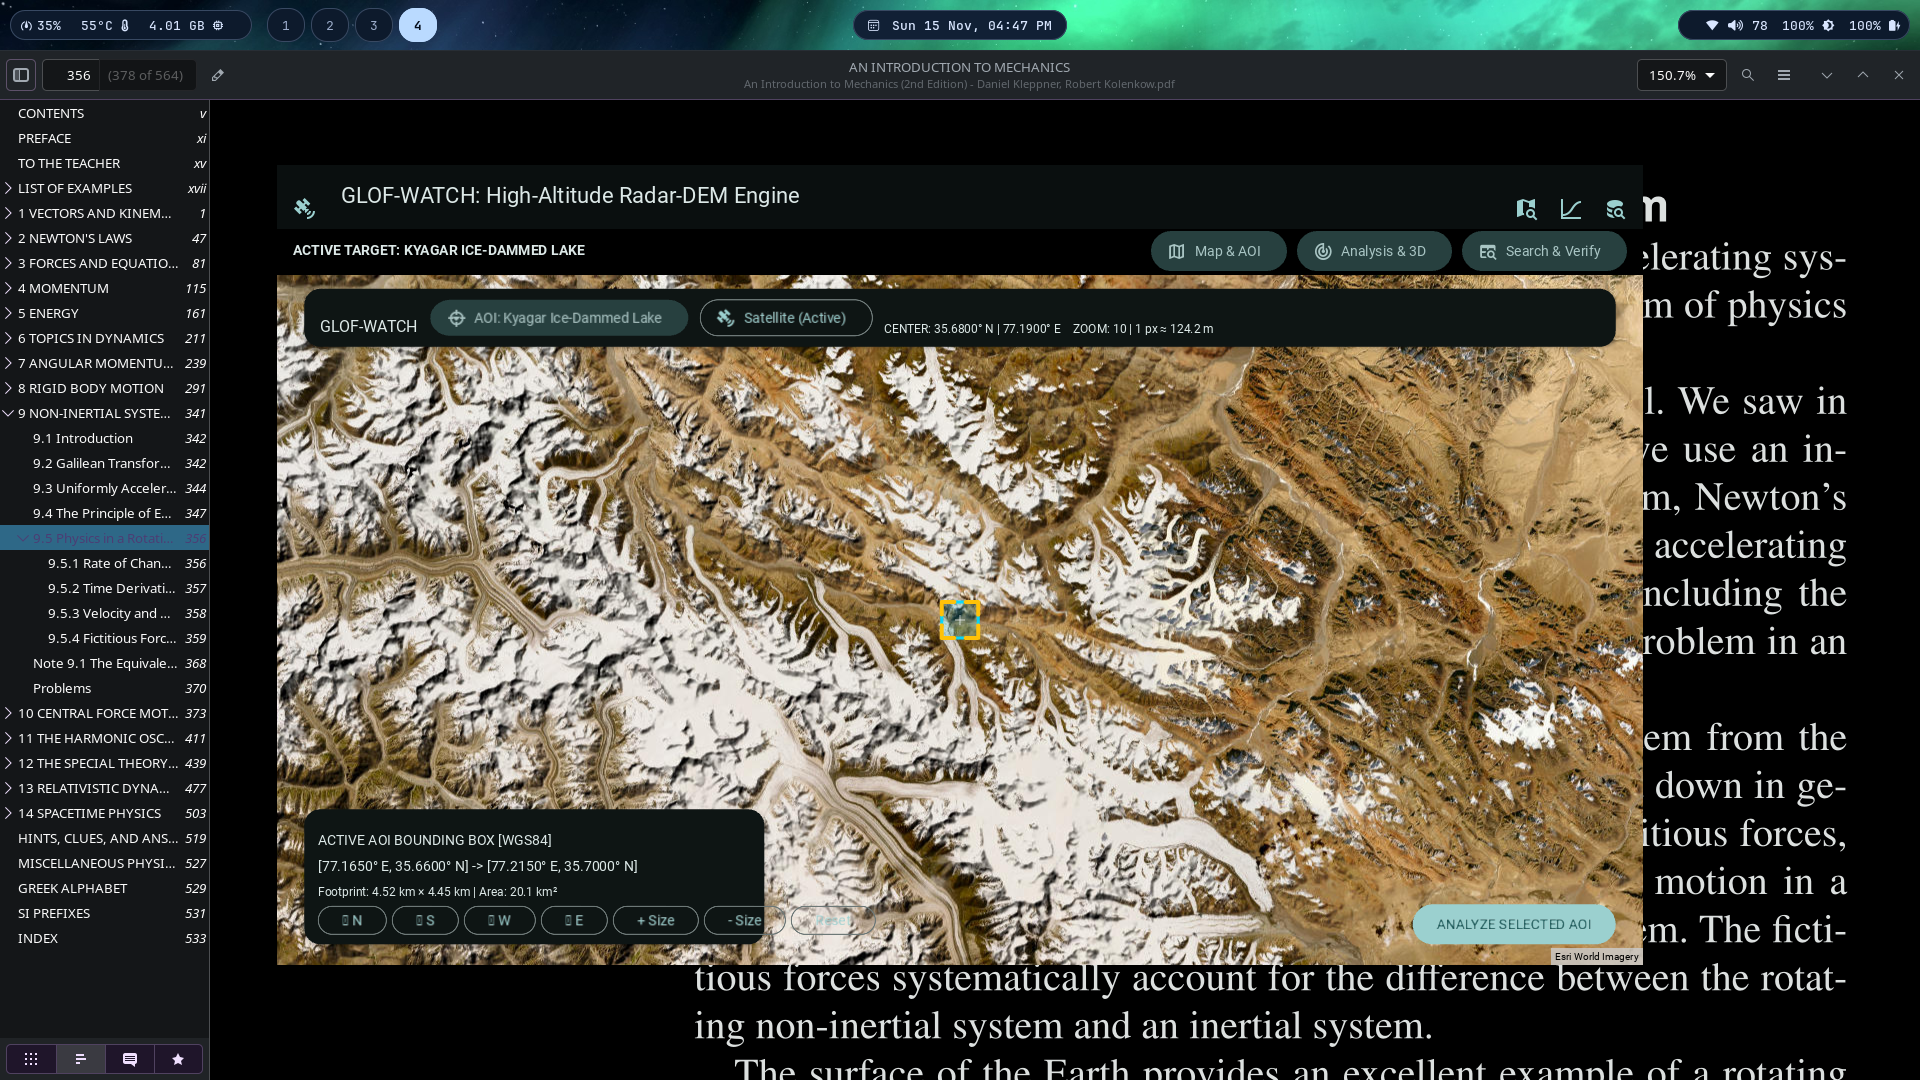 35% 55°C 4.01 GB
1 2 3 4
Sun 15 Nov, 04:47 PM
78 100% 100%
356 (378 of 564)
AN INTRODUCTION TO MECHANICS
An Introduction to Mechanics (2nd Edition) - Daniel Kleppner, Robert Kolenkow.pdf
150.7%
CONTENTS v
PREFACE xi
TO THE TEACHER xv
LIST OF EXAMPLES xvii
1 VECTORS AND KINEM... 1
2 NEWTON'S LAWS 47
3 FORCES AND EQUATIO... 81
4 MOMENTUM 115
5 ENERGY 161
6 TOPICS IN DYNAMICS 211
7 ANGULAR MOMENTU... 239
8 RIGID BODY MOTION 291
9 NON-INERTIAL SYSTE... 341
9.1 Introduction 342
9.2 Galilean Transfor... 342
9.3 Uniformly Acceler... 344
9.4 The Principle of E... 347
9.5 Physics in a Rotati... 356
9.5.1 Rate of Chan... 356
9.5.2 Time Derivati... 357
9.5.3 Velocity and ... 358
9.5.4 Fictitious Forc... 359
Note 9.1 The Equivale... 368
Problems 370
10 CENTRAL FORCE MOT... 373
11 THE HARMONIC OSC... 411
12 THE SPECIAL THEORY... 439
13 RELATIVISTIC DYNA... 477
14 SPACETIME PHYSICS 503
HINTS, CLUES, AND ANS... 519
MISCELLANEOUS PHYSI... 527
GREEK ALPHABET 529
SI PREFIXES 531
INDEX 533
GLOF-WATCH: High-Altitude Radar-DEM Engine
ACTIVE TARGET: KYAGAR ICE-DAMMED LAKE
Map & AOI
Analysis & 3D
Search & Verify
GLOF-WATCH
AOI: Kyagar Ice-Dammed Lake
Satellite (Active)
CENTER: 35.6800° N | 77.1900° E ZOOM: 10 | 1 px ≈ 124.2 m
ACTIVE AOI BOUNDING BOX [WGS84]
[77.1650° E, 35.6600° N] -> [77.2150° E, 35.7000° N]
Footprint: 4.52 km × 4.45 km | Area: 20.1 km²
N S W E + Size - Size
ANALYZE SELECTED AOI
Esri World Imagery
m
elerating sys-
m of physics
l. We saw in
ve use an in-
m, Newton's
accelerating
ncluding the
roblem in an
em from the
down in ge-
itious forces,
motion in a
em. The ficti-
tious forces systematically account for the difference between the rotat-
ing non-inertial system and an inertial system.
The surface of the Earth provides an excellent example of a rotating